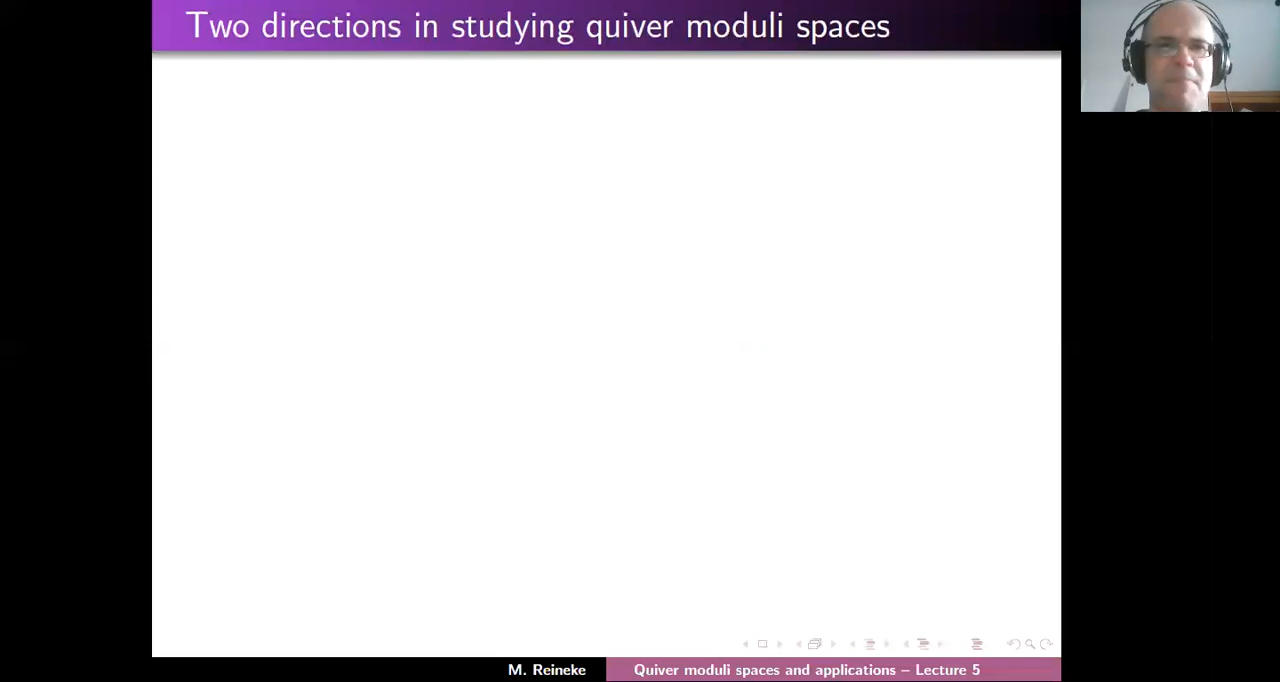 Two directions in studying quiver moduli spaces
M. Reineke
Quiver moduli spaces and applications – Lecture 5